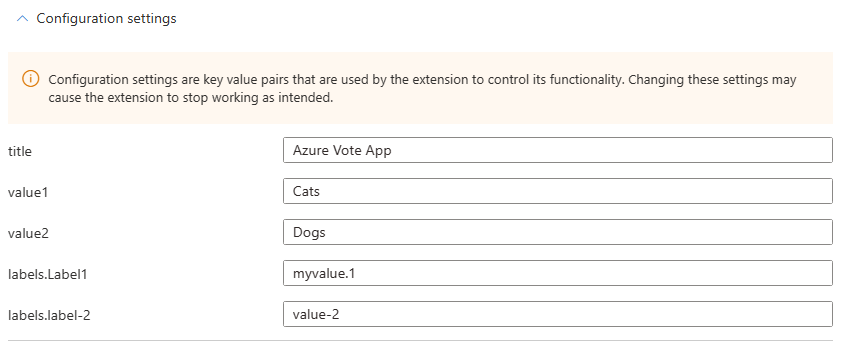 Configuration settings
Configuration settings are key value pairs that are used by the extension to control its functionality. Changing these settings may
cause the extension to stop working as intended.
title Azure Vote App
value1 Cats
value2 Dogs
labels.Label1 myvalue.1
labels.label-2 value-2